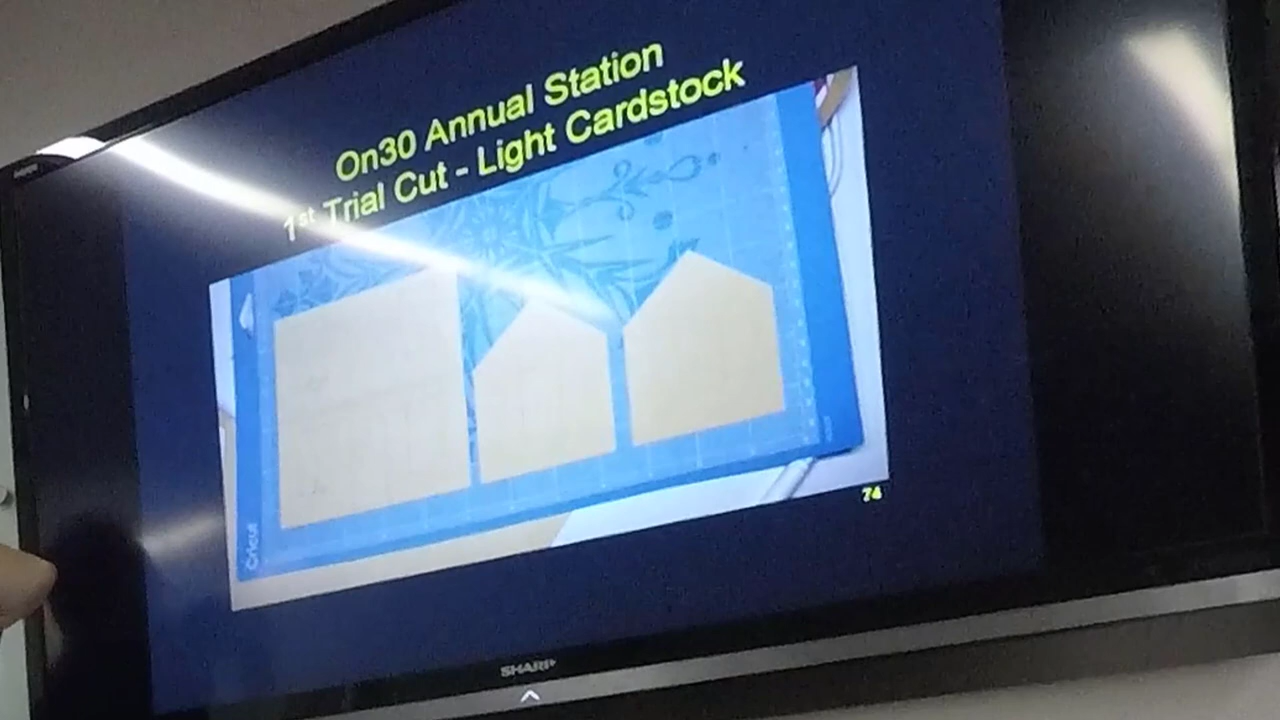 On30 Annual Station
1st Trial Cut - Light Cardstock
Cricut
74
SHARP